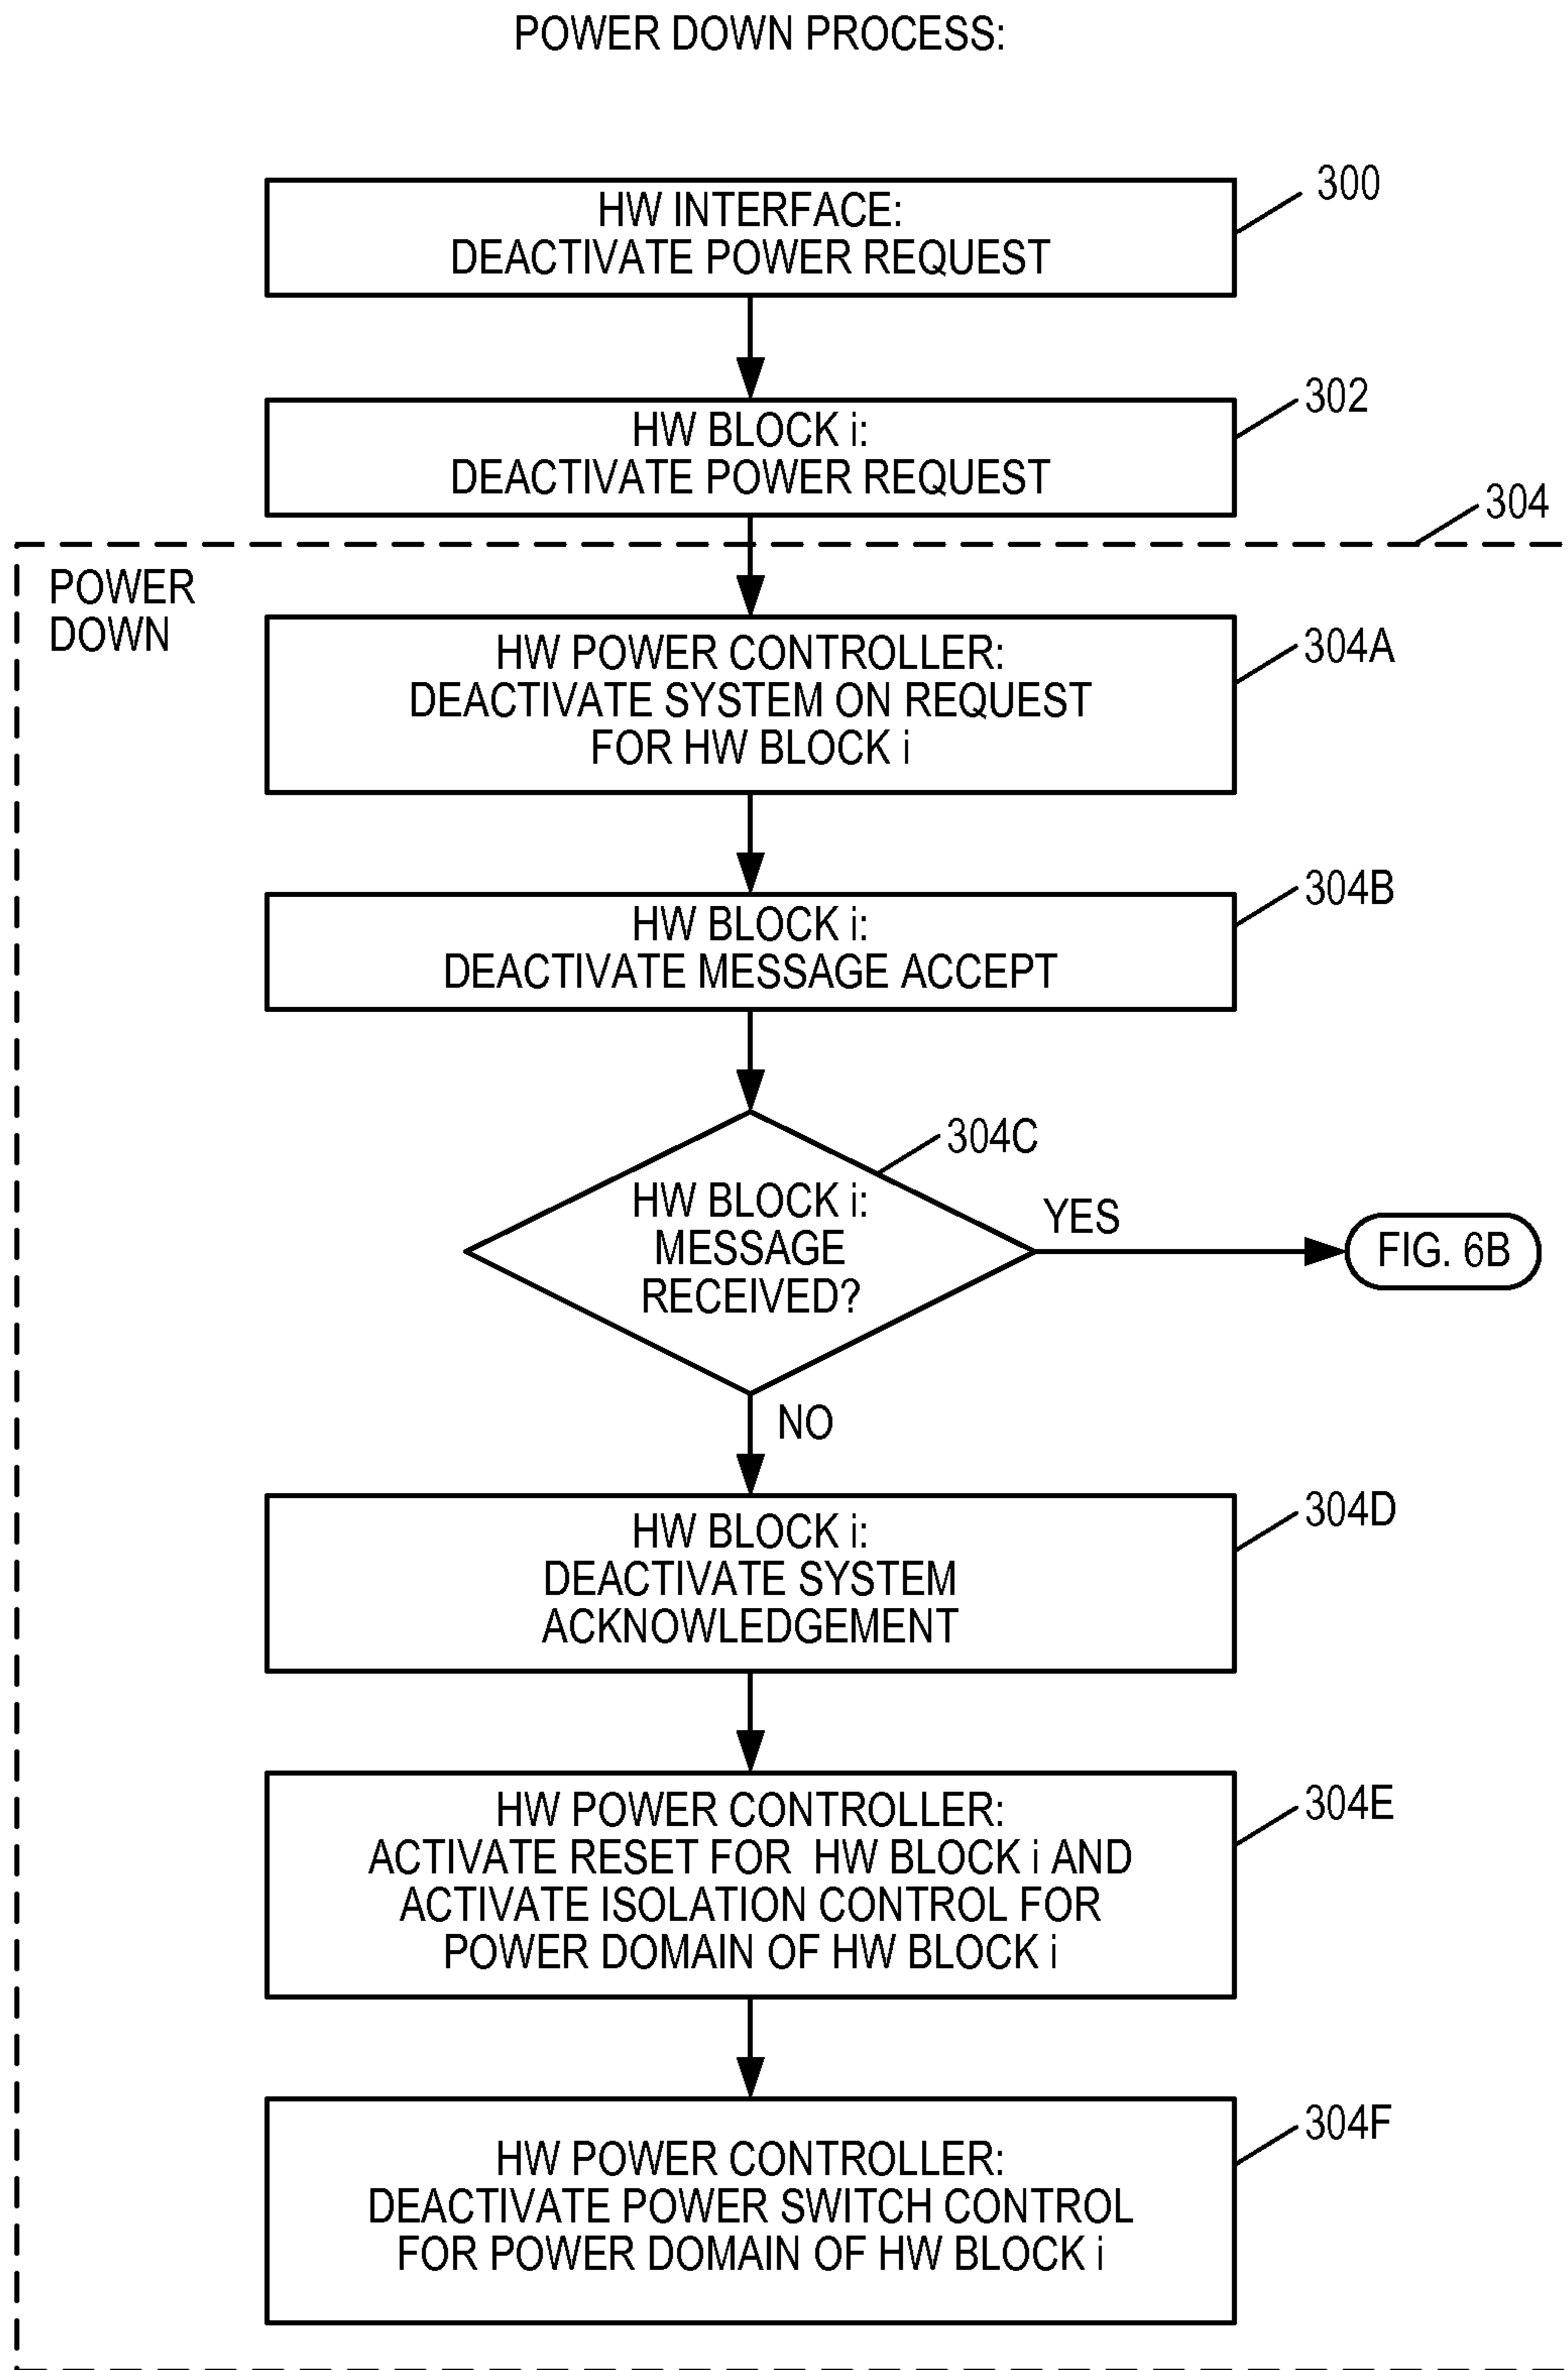 POWER DOWN PROCESS:
300
HW INTERFACE:
DEACTIVATE POWER REQUEST
302
HW BLOCK i:
DEACTIVATE POWER REQUEST
304
POWER
DOWN
304A
HW POWER CONTROLLER:
DEACTIVATE SYSTEM ON REQUEST
FOR HW BLOCK i
304B
HW BLOCK i:
DEACTIVATE MESSAGE ACCEPT
304C
HW BLOCK i:
MESSAGE
RECEIVED?
YES
FIG. 6B
NO
304D
HW BLOCK i:
DEACTIVATE SYSTEM
ACKNOWLEDGEMENT
304E
HW POWER CONTROLLER:
ACTIVATE RESET FOR HW BLOCK i AND
ACTIVATE ISOLATION CONTROL FOR
POWER DOMAIN OF HW BLOCK i
304F
HW POWER CONTROLLER:
DEACTIVATE POWER SWITCH CONTROL
FOR POWER DOMAIN OF HW BLOCK i